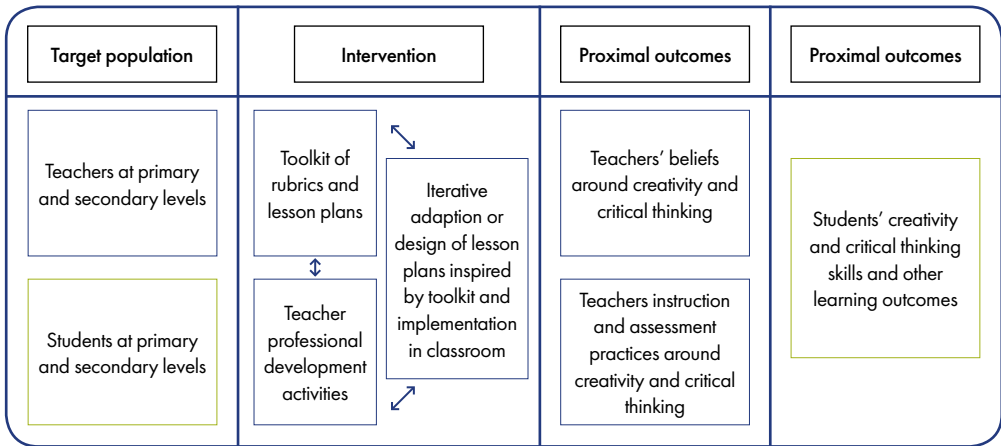 Target population
Intervention
Proximal outcomes
Proximal outcomes
Teachers at primary
and secondary levels
Students at primary
and secondary levels
Toolkit of
rubrics and
lesson plans
Teacher
professional
development
activities
Iterative
adaption or
design of lesson
plans inspired
by toolkit and
implementation
in classroom
Teachers’ beliefs
around creativity and
critical thinking
Teachers instruction
and assessment
practices around
creativity and critical
thinking
Students’ creativity
and critical thinking
skills and other
learning outcomes